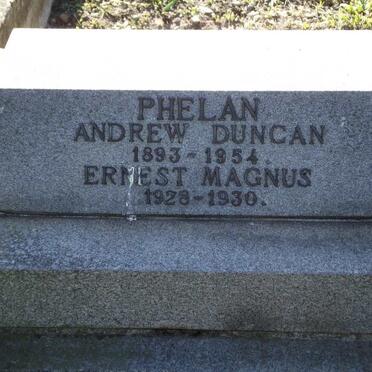 PHELAN
ANDREW DUNCAN
1893-1954.
ERNEST MAGNUS
1928-1930.